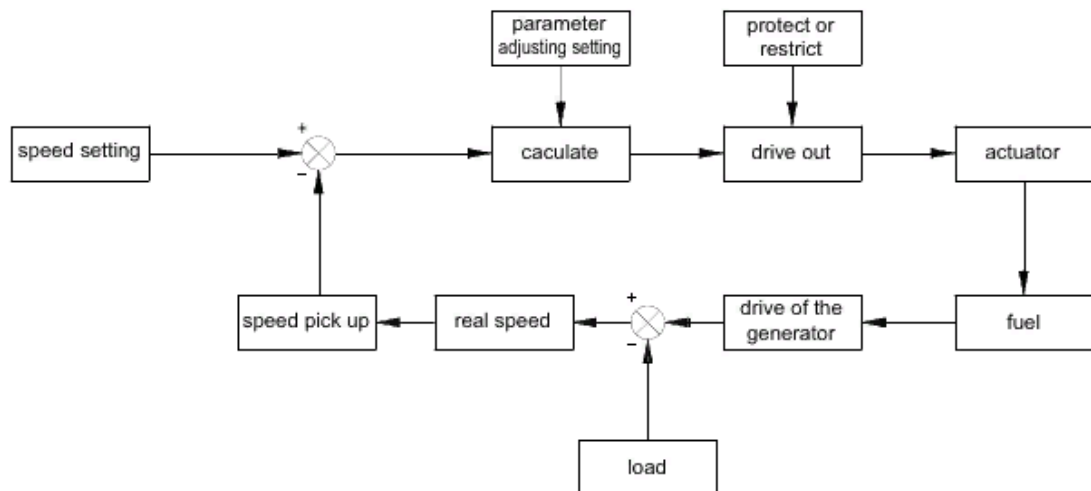 parameter
adjusting setting
protect or
restrict
+
speed setting
caculate
drive out
actuator
−
+
speed pick up
real speed
drive of the
generator
fuel
−
load